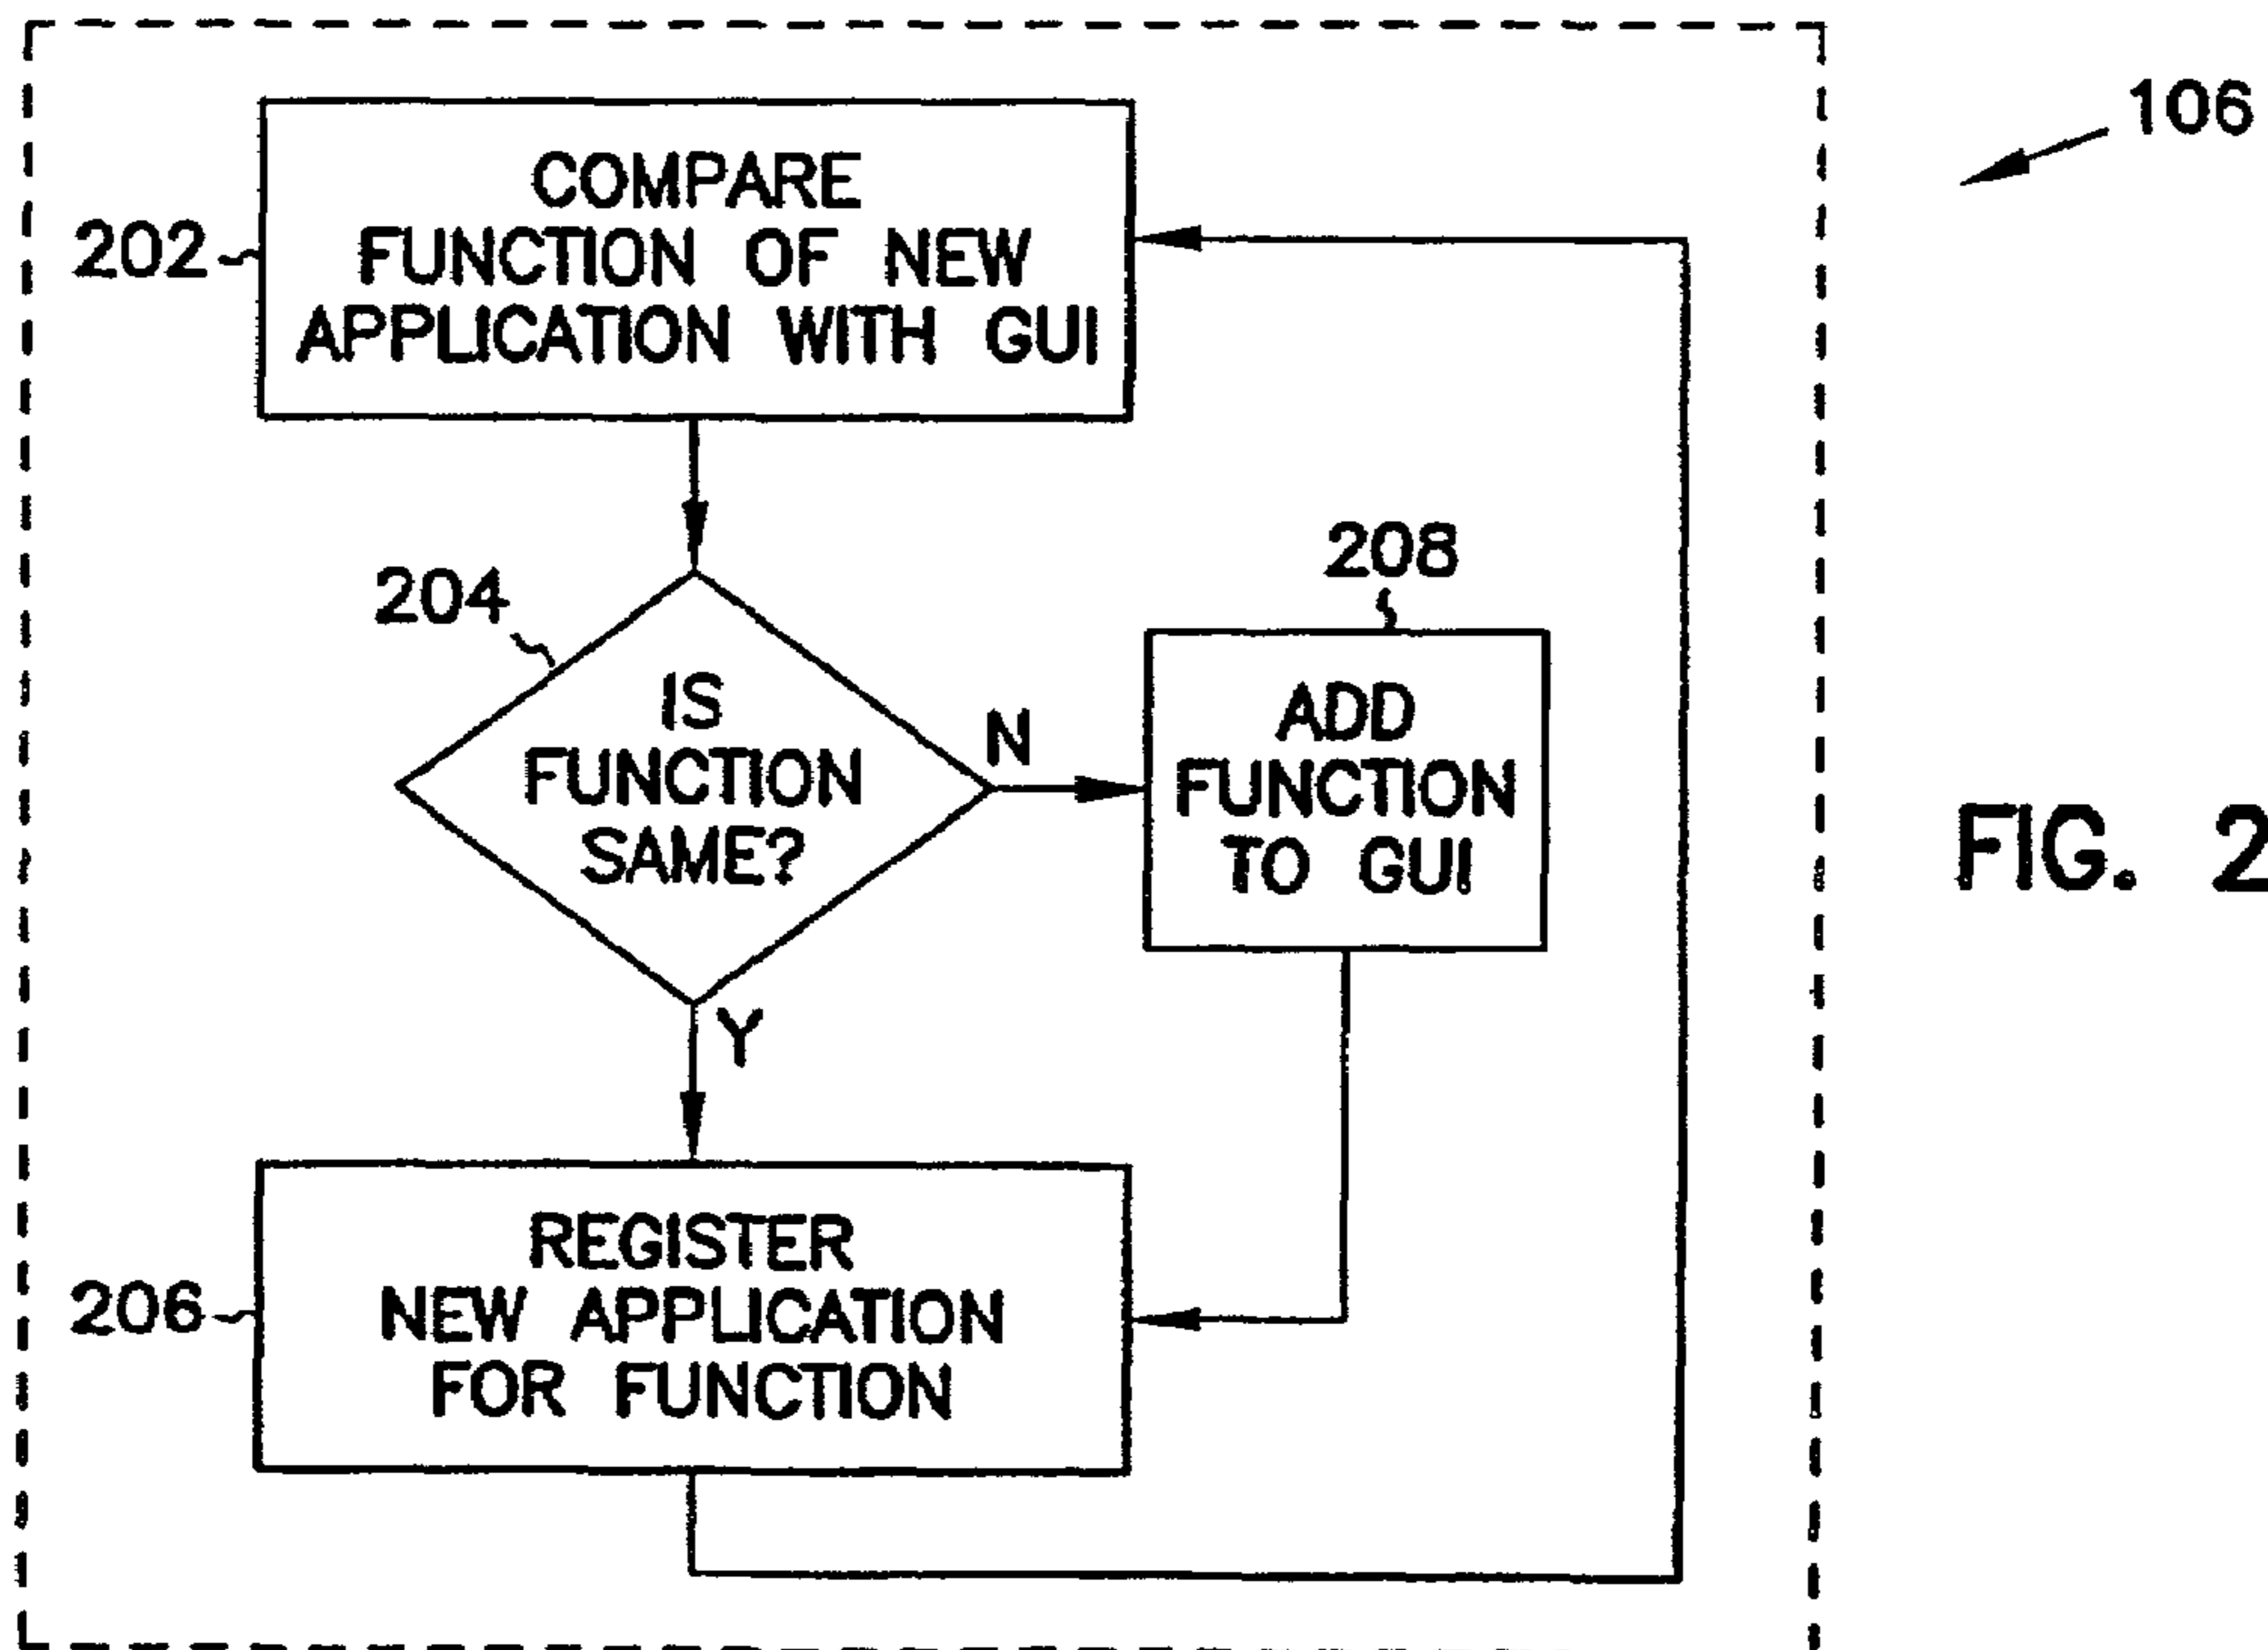 106
202
COMPARE
FUNCTION OF NEW
APPLICATION WITH GUI
204
IS
FUNCTION
SAME?
N
208
ADD
FUNCTION
TO GUI
Y
206
REGISTER
NEW APPLICATION
FOR FUNCTION
FIG. 2